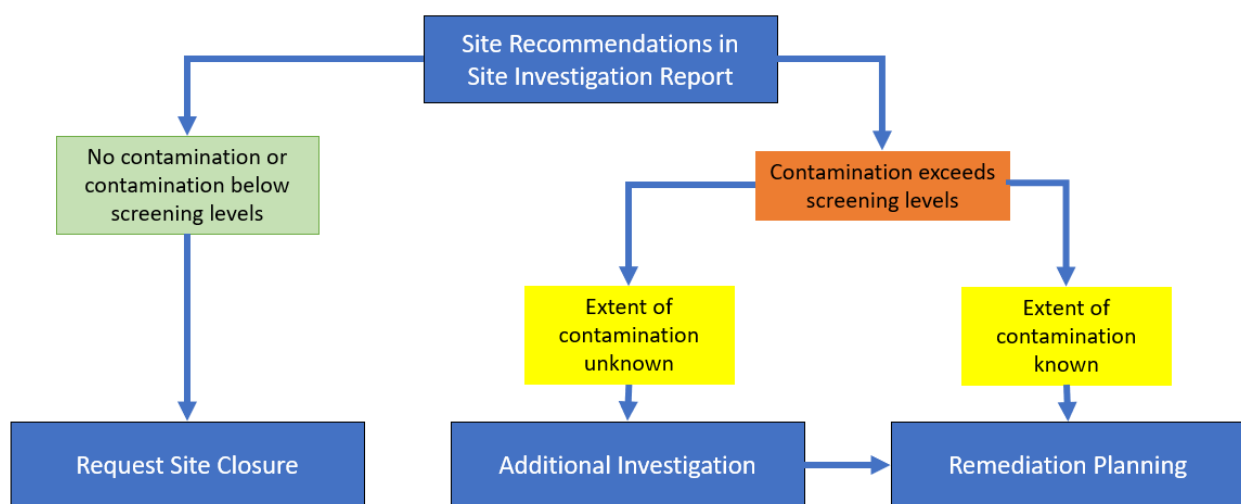 Site Recommendations in
Site Investigation Report
No contamination or
contamination below
screening levels
Contamination exceeds
screening levels
Extent of
contamination
unknown
Extent of
contamination
known
Request Site Closure
Additional Investigation
Remediation Planning